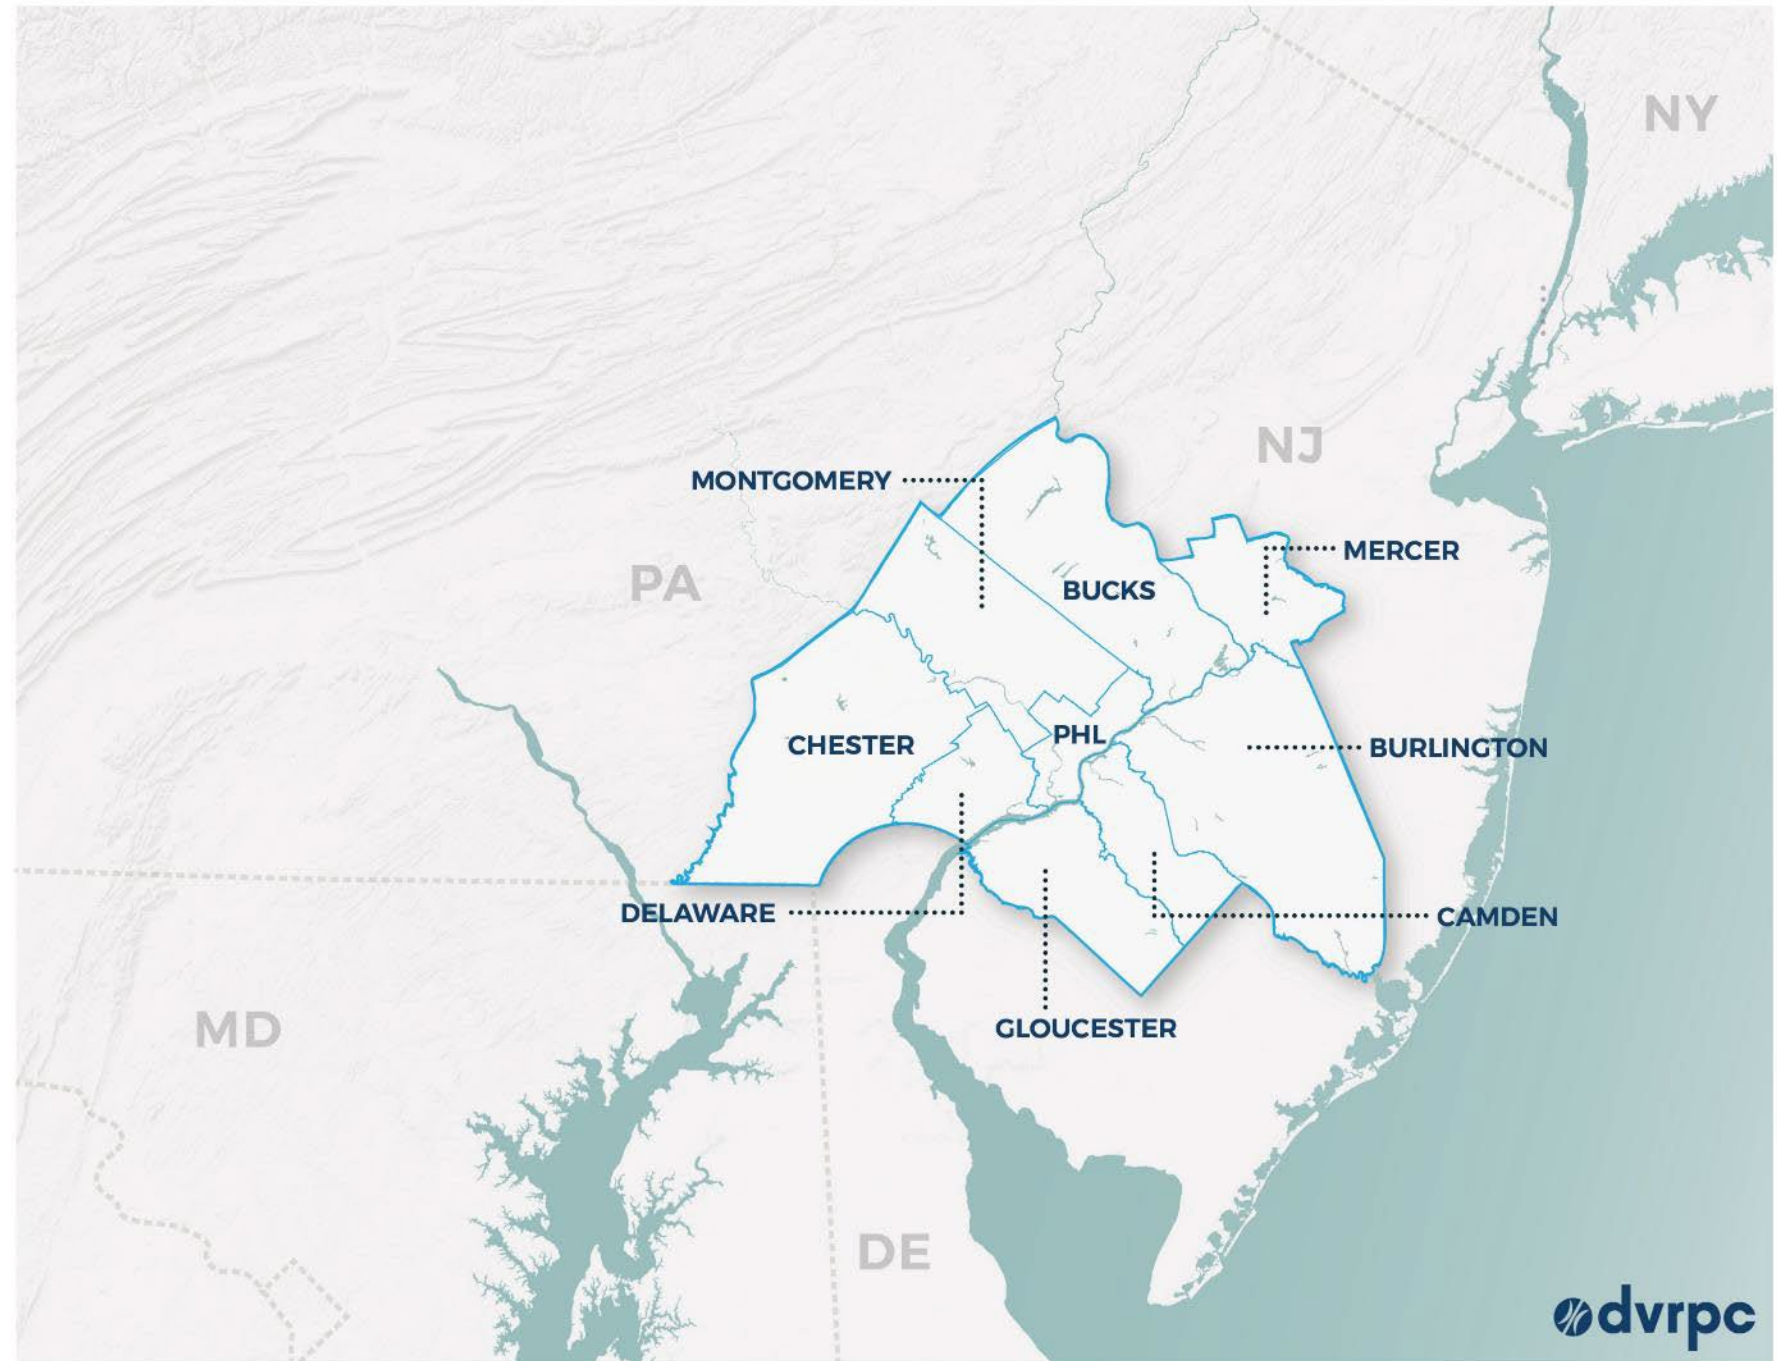 NY
NJ
MONTGOMERY
MERCER
PA
BUCKS
PHL
CHESTER
BURLINGTON
DELAWARE
CAMDEN
GLOUCESTER
MD
DE
dvrpc